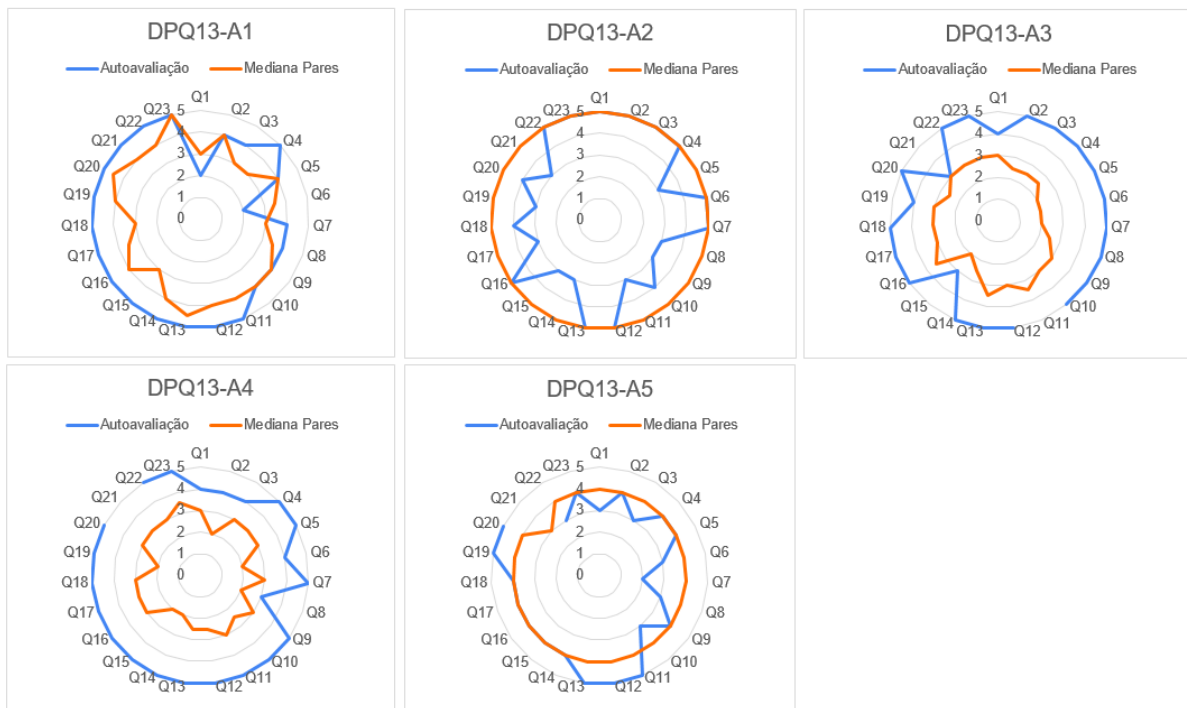 DPQ13-A1
Autoavaliação Mediana Pares
Q1
Q2
Q3
Q4
Q5
Q6
Q7
Q8
Q9
Q10
Q11
Q12
Q13
Q14
Q15
Q16
Q17
Q18
Q19
Q20
Q21
Q22
Q23
5
4
3
2
1
0
DPQ13-A2
Autoavaliação Mediana Pares
Q1
Q2
Q3
Q4
Q5
Q6
Q7
Q8
Q9
Q10
Q11
Q12
Q13
Q14
Q15
Q16
Q17
Q18
Q19
Q20
Q21
Q22
Q23
5
4
3
2
1
0
DPQ13-A3
Autoavaliação Mediana Pares
Q1
Q2
Q3
Q4
Q5
Q6
Q7
Q8
Q9
Q10
Q11
Q12
Q13
Q14
Q15
Q16
Q17
Q18
Q19
Q20
Q21
Q22
Q23
5
4
3
2
1
0
DPQ13-A4
Autoavaliação Mediana Pares
Q1
Q2
Q3
Q4
Q5
Q6
Q7
Q8
Q9
Q10
Q11
Q12
Q13
Q14
Q15
Q16
Q17
Q18
Q19
Q20
Q21
Q22
Q23
5
4
3
2
1
0
DPQ13-A5
Autoavaliação Mediana Pares
Q1
Q2
Q3
Q4
Q5
Q6
Q7
Q8
Q9
Q10
Q11
Q12
Q13
Q14
Q15
Q16
Q17
Q18
Q19
Q20
Q21
Q22
Q23
5
4
3
2
1
0